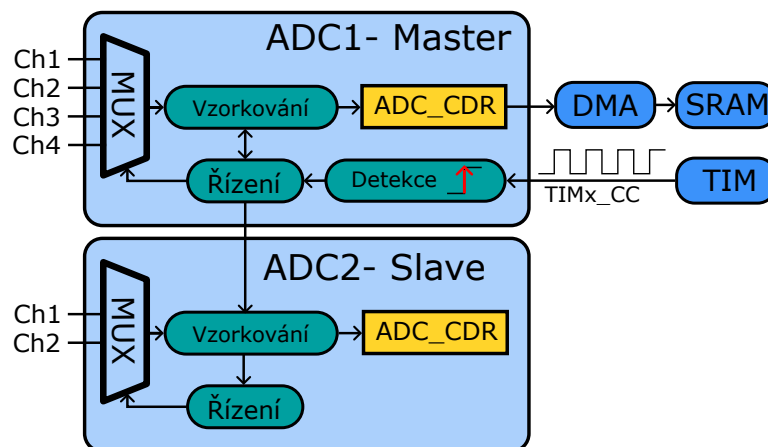 ADC1- Master
Ch1
Ch2
Ch3
Ch4
MUX
Vzorkování
ADC_CDR
DMA
SRAM
Řízení
Detekce
TIMx_CC
TIM
ADC2- Slave
Ch1
Ch2
MUX
Vzorkování
ADC_CDR
Řízení